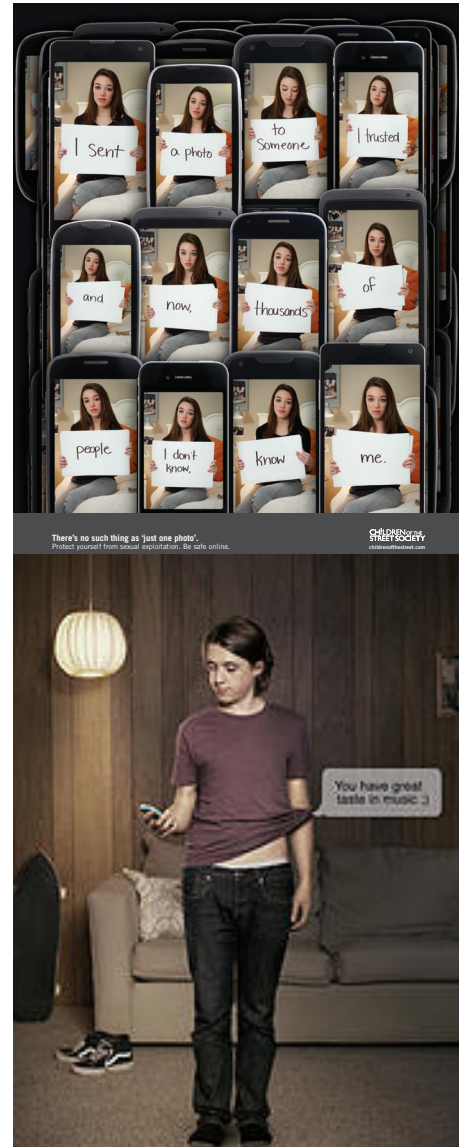 I sent
a photo
to
Someone
I trusted
and
now,
thousands
of
people
I don't
know,
know
me.
There's no such thing as 'just one photo'.
Protect yourself from sexual exploitation. Be safe online.
CHILDREN OF THE
STREET SOCIETY
childrenofthestreet.com
You have great
taste in music ;)